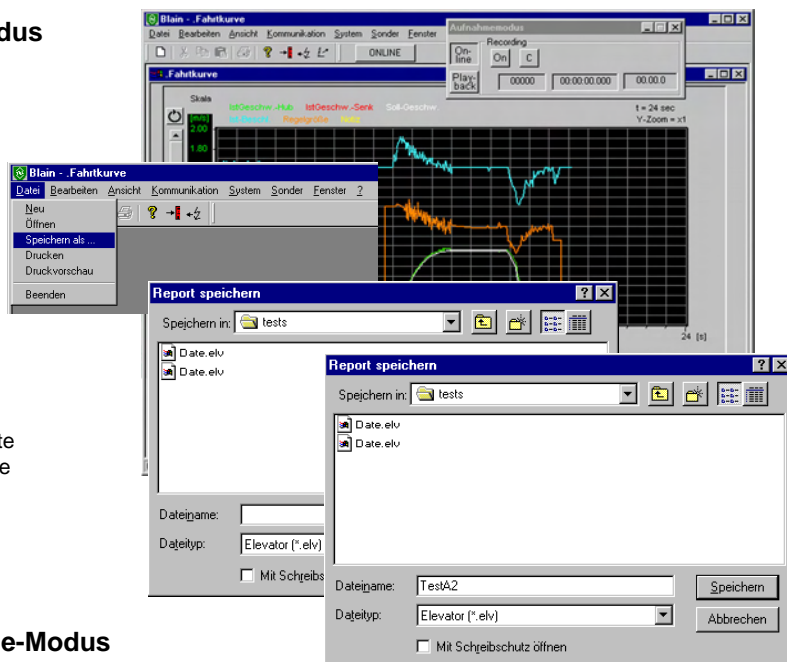 dus
Blain - .Fahrtkurve
Datei Bearbeiten Ansicht Kommunikation System Sonder Fenster
ONLINE
Aufnahmemodus
Recording
On-line
On C
Play-back
00000 00:00:00.000 00:00.0
.Fahrtkurve
Skala
[m/s]
IstGeschw.-Hub IstGeschw.-Senk Soll-Geschw.
Regelgröße
t = 24 sec
Y-Zoom = x1
2.00
1.80
24 [s]
Blain - .Fahrtkurve
Datei Bearbeiten Ansicht Kommunikation System Sonder Fenster ?
Neu
Öffnen
Speichern als ...
Drucken
Druckvorschau
Beenden
Report speichern
Speichern in: tests
Date.elv
Date.elv
Dateiname:
Dateityp: Elevator (*.elv)
Mit Schreibs
Report speichern
Speichern in: tests
Date.elv
Date.elv
Dateiname: TestA2
Speichern
Dateityp: Elevator (*.elv)
Abbrechen
Mit Schreibschutz öffnen
te
e
e-Modus